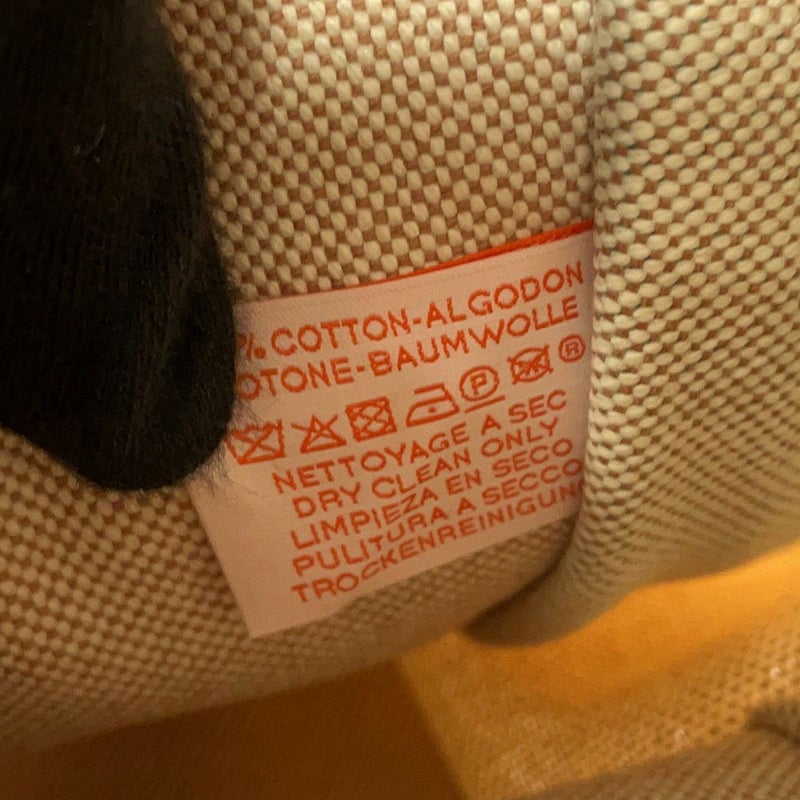 % COTTON-ALGODON
OTONE-BAUMWOLLE
P ®
NETTOYAGE A SEC
DRY CLEAN ONLY
LIMPIEZA EN SECO
PULITURA A SECCO
TROCKENREINIGUN